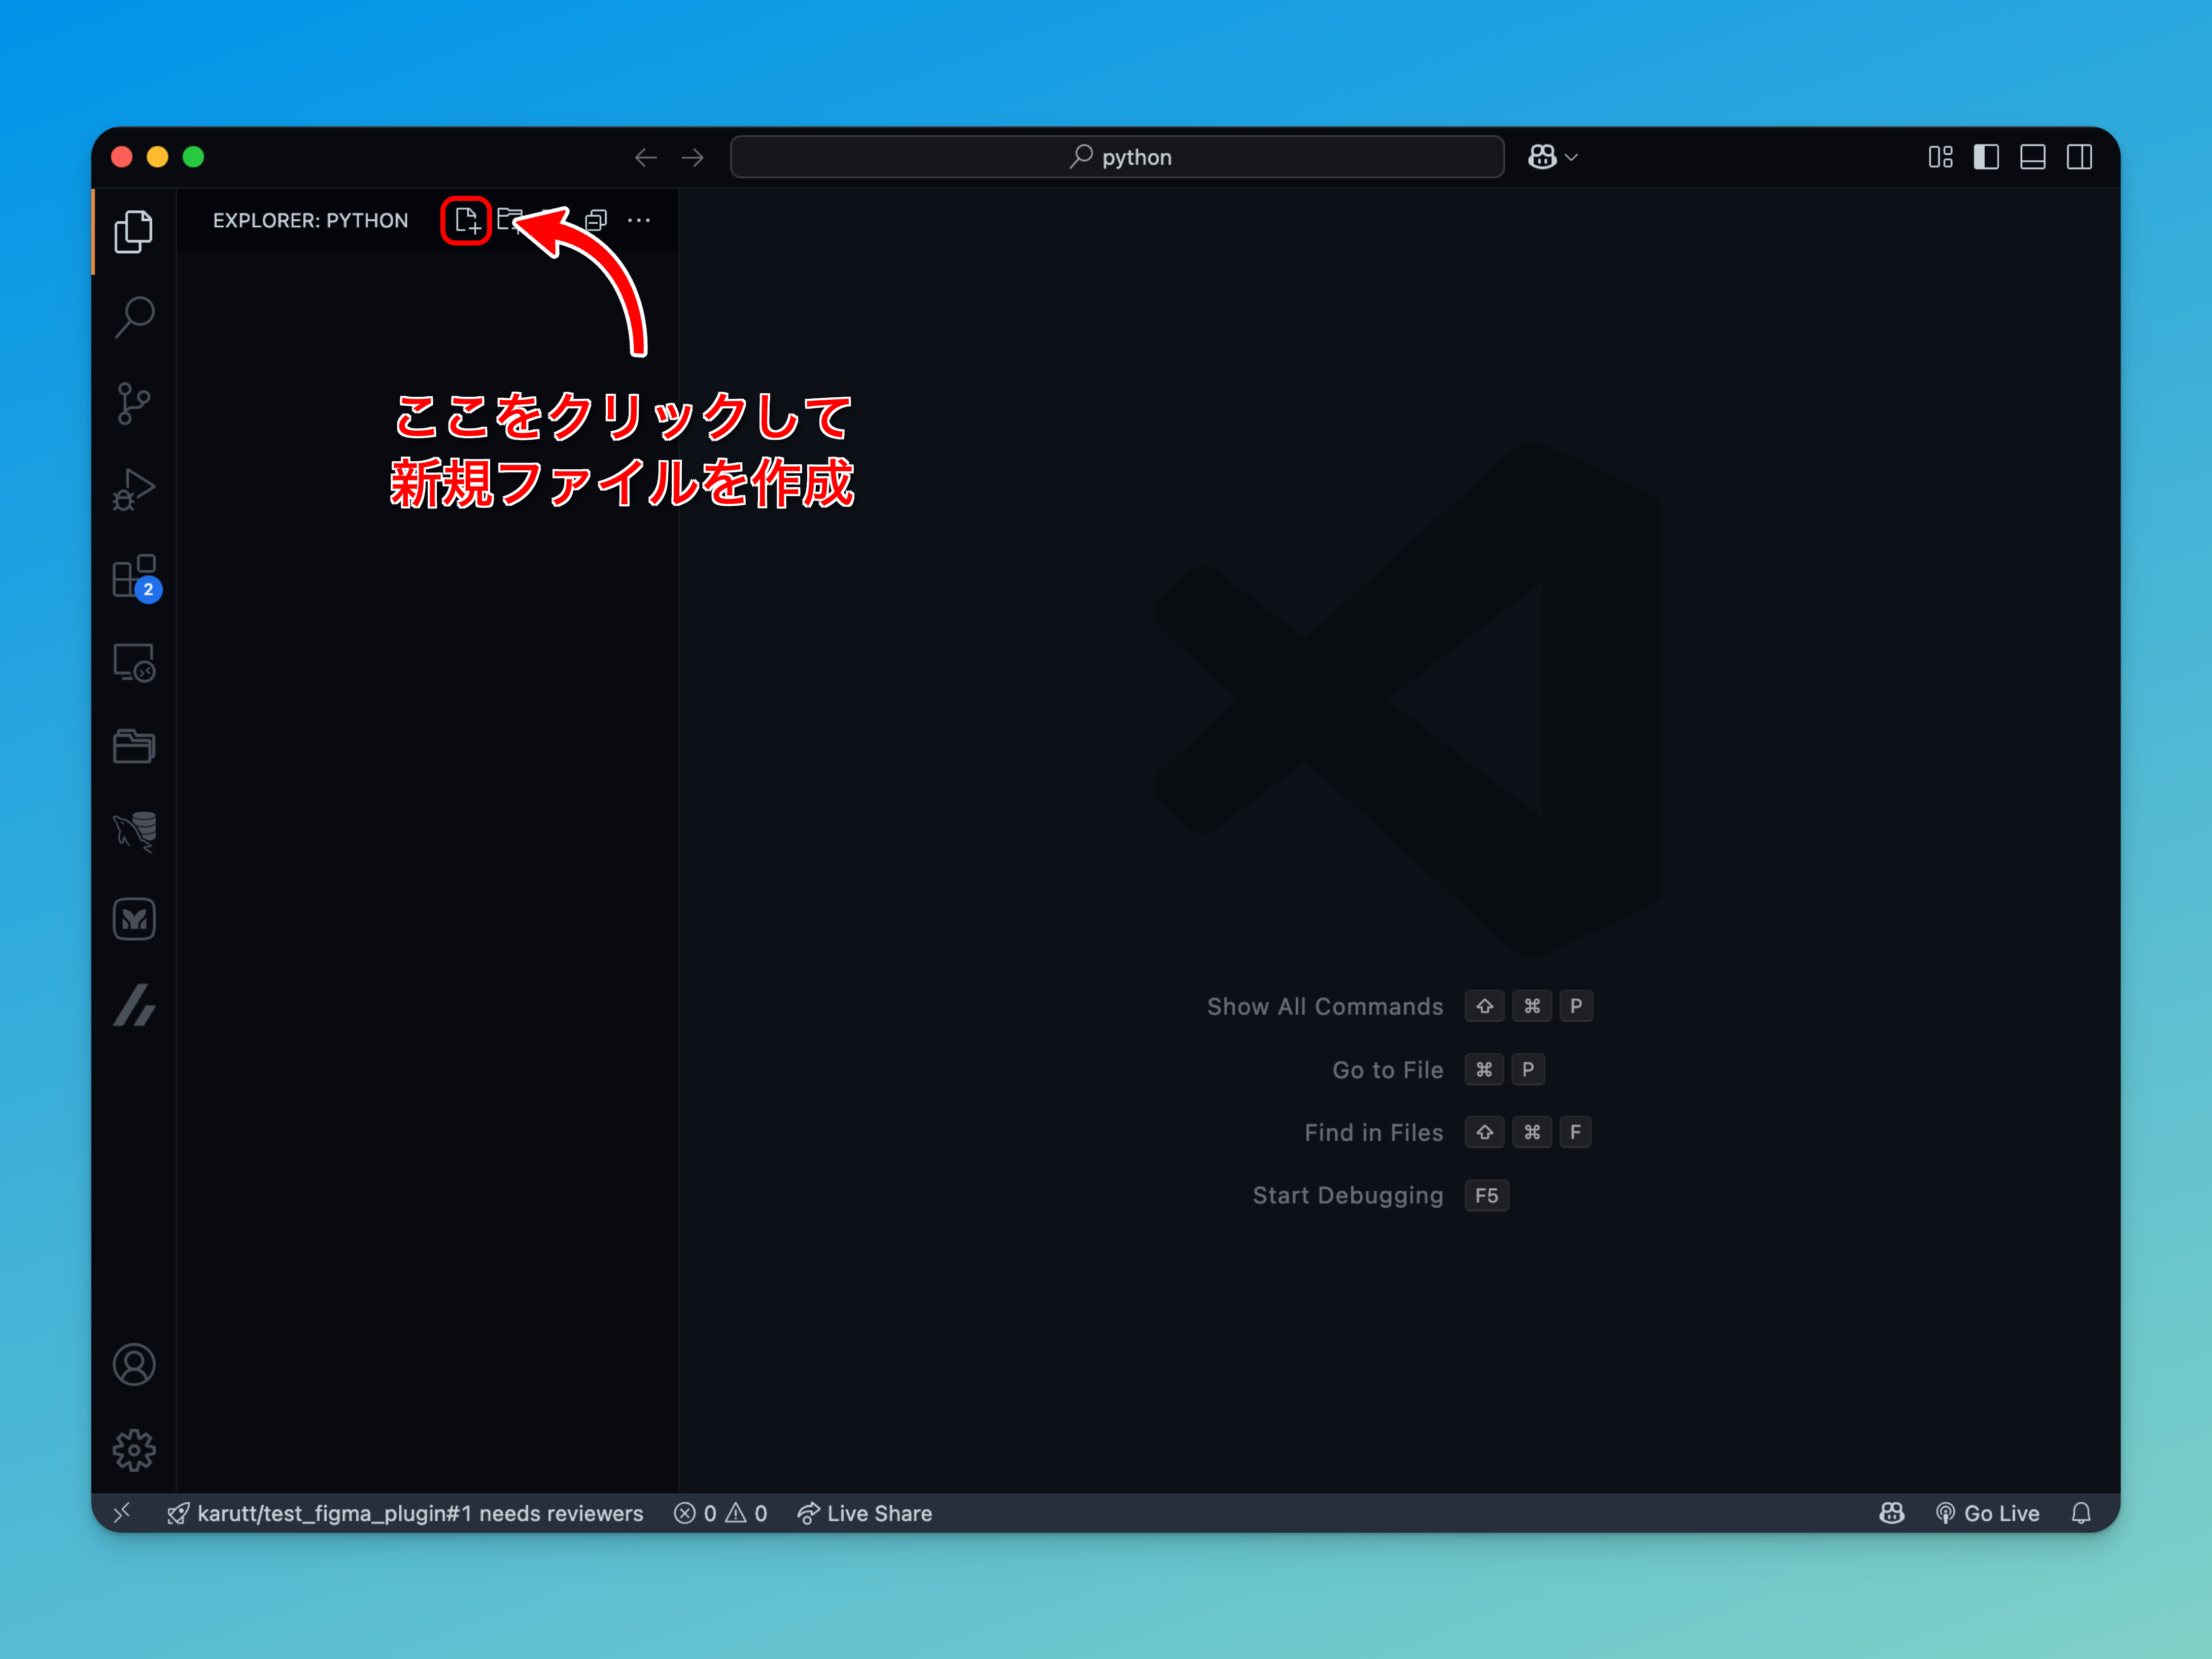 python
EXPLORER: PYTHON
ここをクリックして
新規ファイルを作成
2
Show All Commands ⇧ ⌘ P
Go to File ⌘ P
Find in Files ⇧ ⌘ F
Start Debugging F5
karutt/test_figma_plugin#1 needs reviewers 0 0 Live Share Go Live